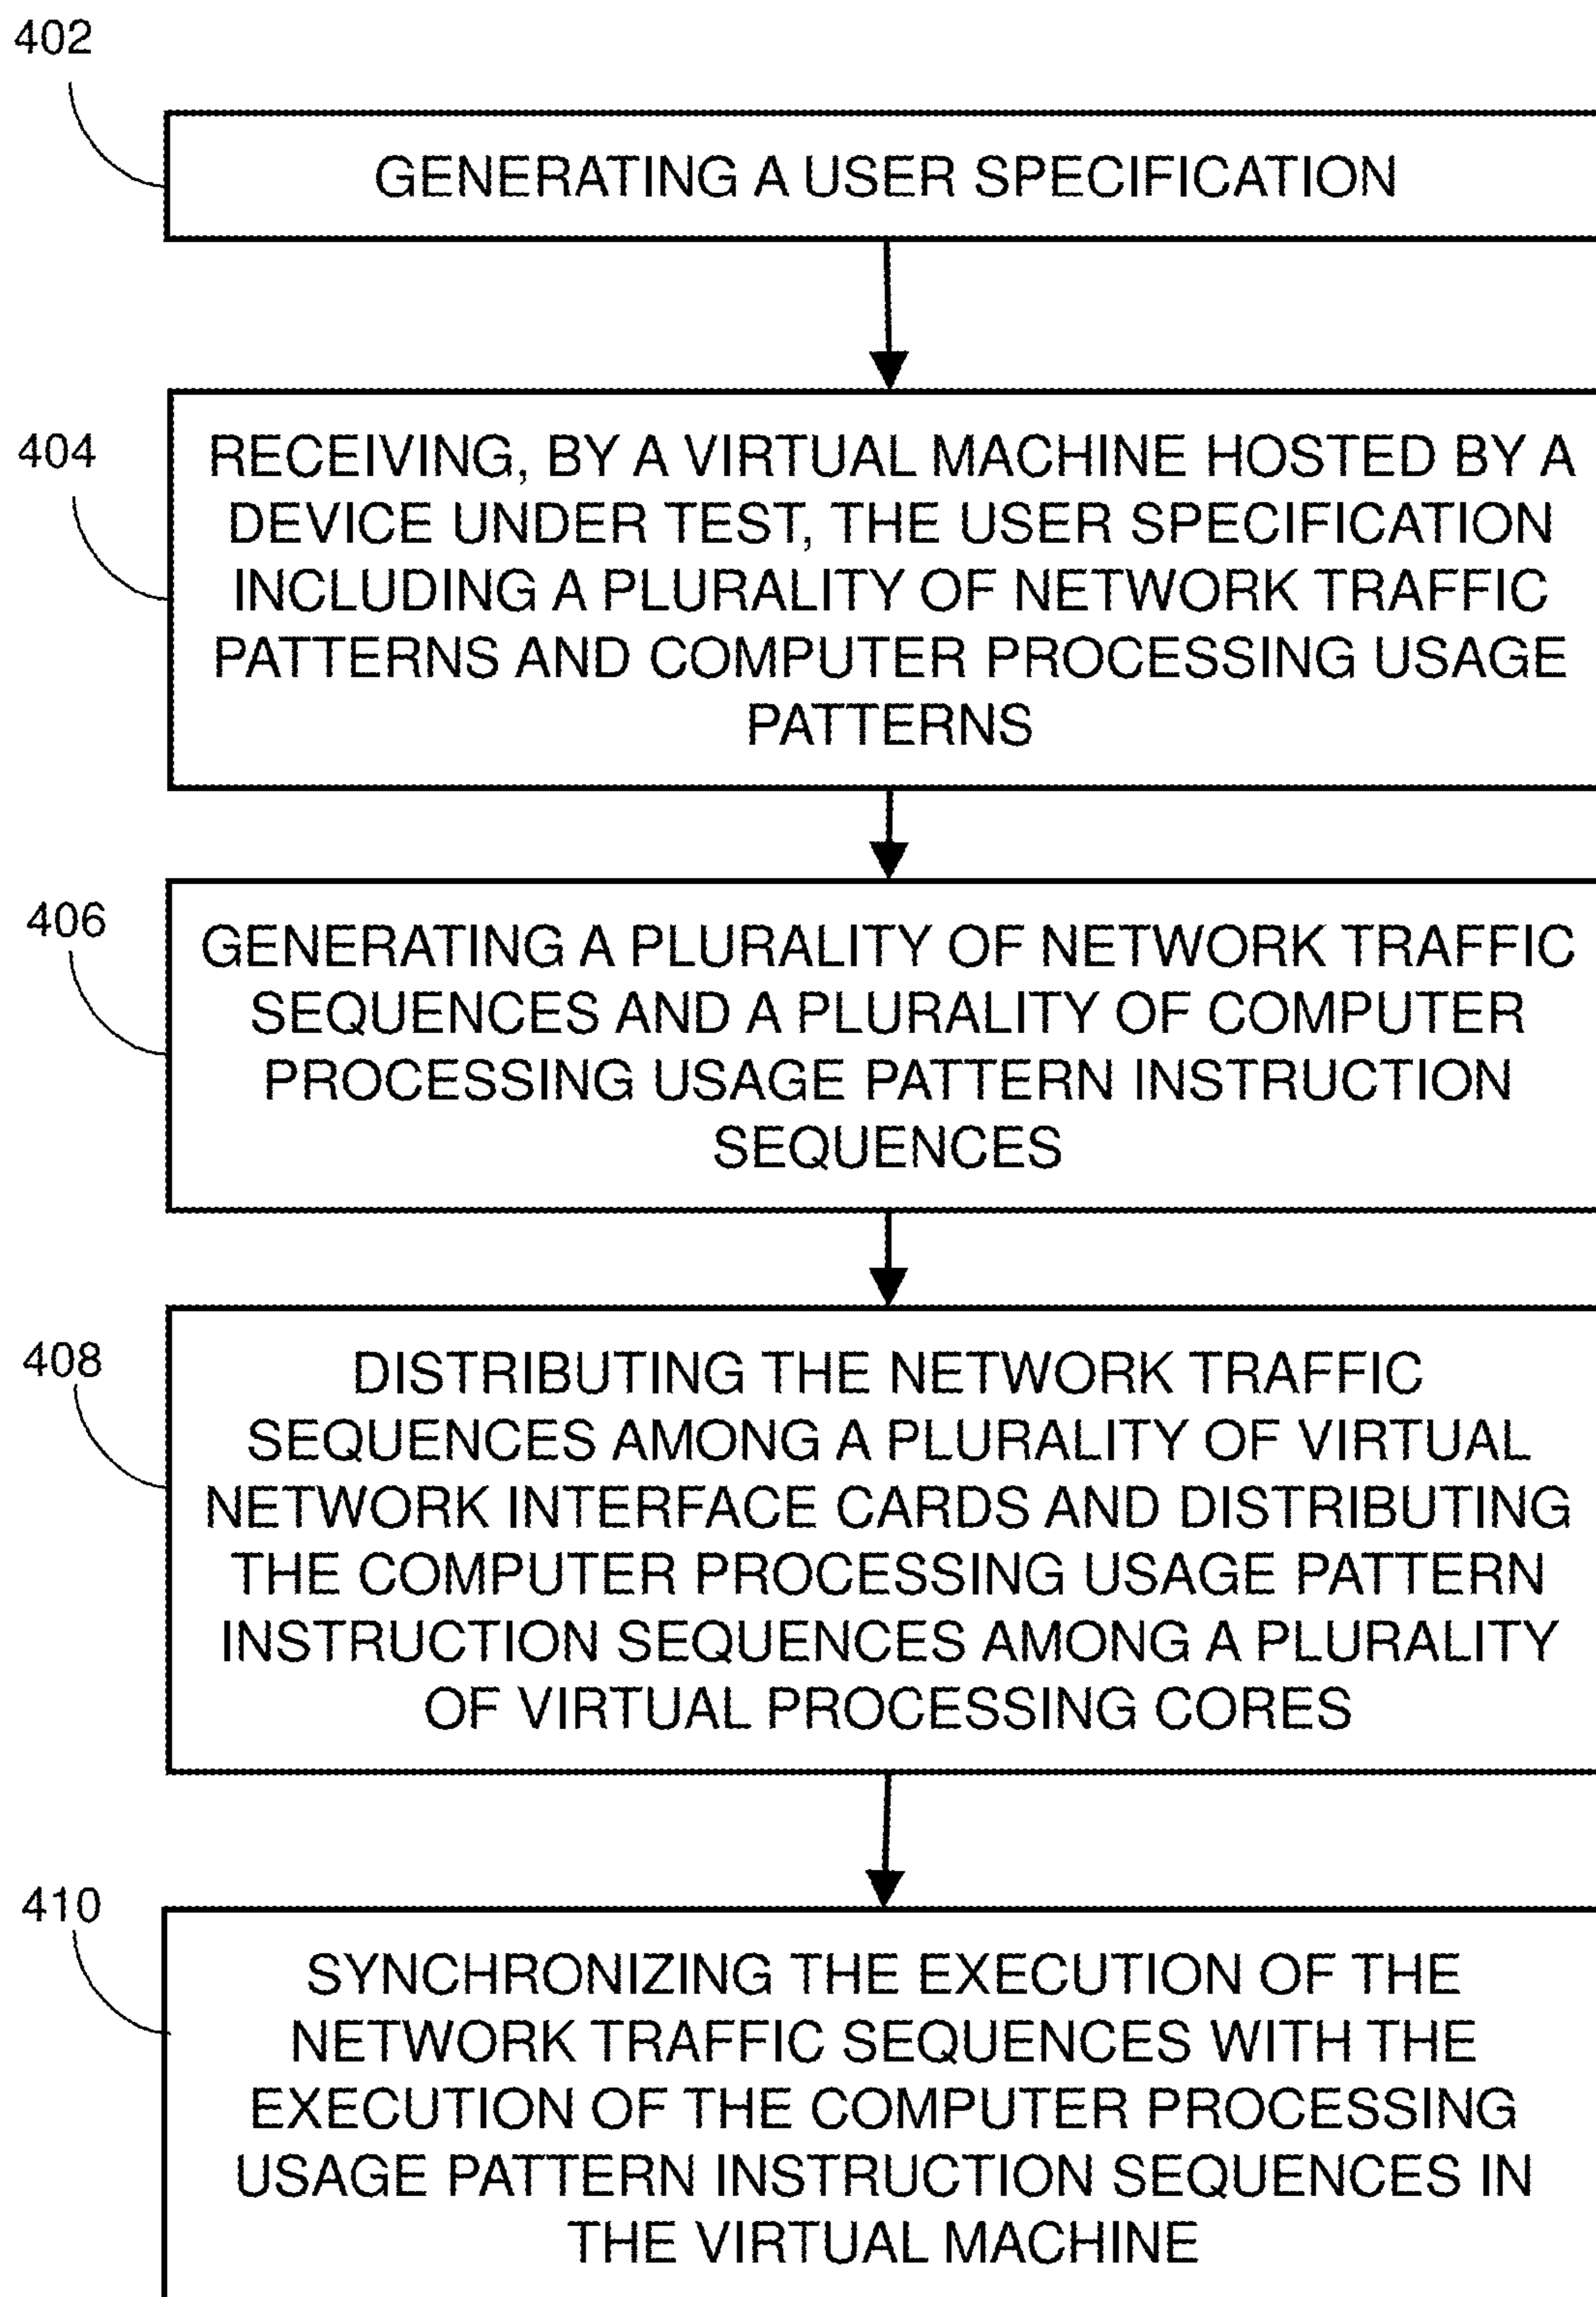 402
GENERATING A USER SPECIFICATION
404
RECEIVING, BY A VIRTUAL MACHINE HOSTED BY A
DEVICE UNDER TEST, THE USER SPECIFICATION
INCLUDING A PLURALITY OF NETWORK TRAFFIC
PATTERNS AND COMPUTER PROCESSING USAGE
PATTERNS
406
GENERATING A PLURALITY OF NETWORK TRAFFIC
SEQUENCES AND A PLURALITY OF COMPUTER
PROCESSING USAGE PATTERN INSTRUCTION
SEQUENCES
408
DISTRIBUTING THE NETWORK TRAFFIC
SEQUENCES AMONG A PLURALITY OF VIRTUAL
NETWORK INTERFACE CARDS AND DISTRIBUTING
THE COMPUTER PROCESSING USAGE PATTERN
INSTRUCTION SEQUENCES AMONG A PLURALITY
OF VIRTUAL PROCESSING CORES
410
SYNCHRONIZING THE EXECUTION OF THE
NETWORK TRAFFIC SEQUENCES WITH THE
EXECUTION OF THE COMPUTER PROCESSING
USAGE PATTERN INSTRUCTION SEQUENCES IN
THE VIRTUAL MACHINE